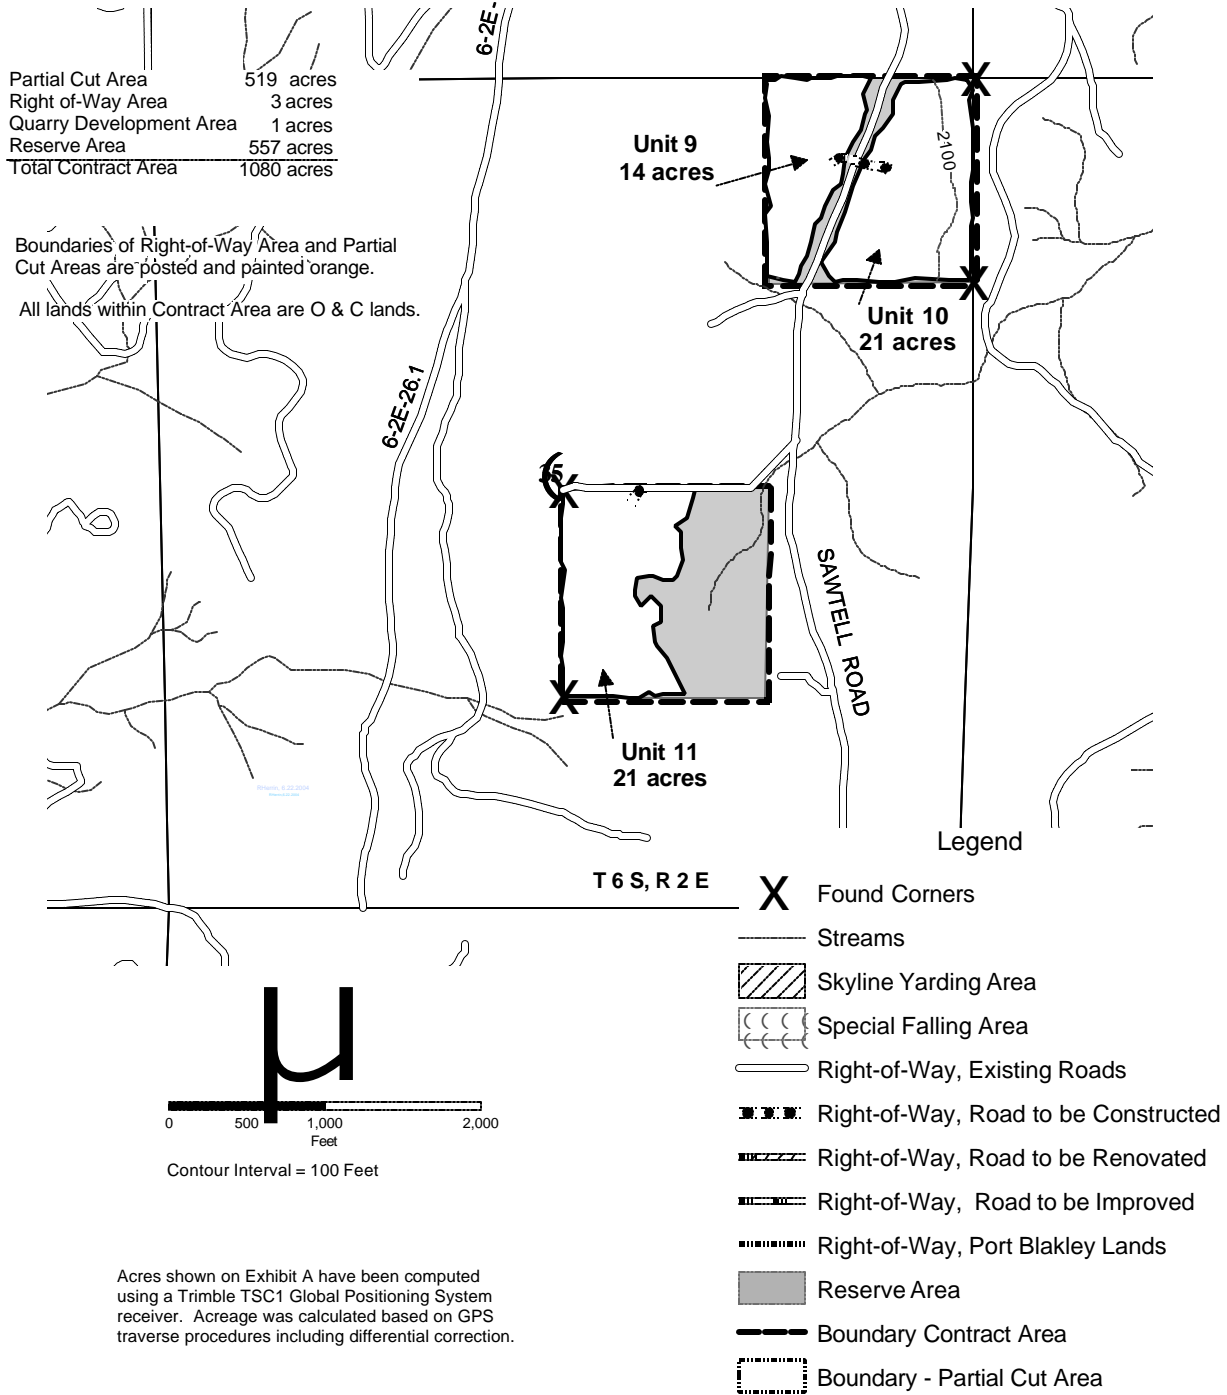 6-2E-
Partial Cut Area 519 acres
Right of-Way Area 3 acres
Quarry Development Area 1 acres
Reserve Area 557 acres
Total Contract Area 1080 acres
Unit 9
14 acres
2100
Boundaries of Right-of-Way Area and Partial
Cut Areas are posted and painted orange.
All lands within Contract Area are O & C lands.
Unit 10
21 acres
6-2E-26.1
35
SAWTELL ROAD
Unit 11
21 acres
T 6 S, R 2 E
Legend
X Found Corners
Streams
Skyline Yarding Area
Special Falling Area
Right-of-Way, Existing Roads
Right-of-Way, Road to be Constructed
Right-of-Way, Road to be Renovated
Right-of-Way, Road to be Improved
Right-of-Way, Port Blakley Lands
Reserve Area
Boundary Contract Area
Boundary - Partial Cut Area
0 500 1,000 2,000
Feet
Contour Interval = 100 Feet
Acres shown on Exhibit A have been computed
using a Trimble TSC1 Global Positioning System
receiver. Acreage was calculated based on GPS
traverse procedures including differential correction.